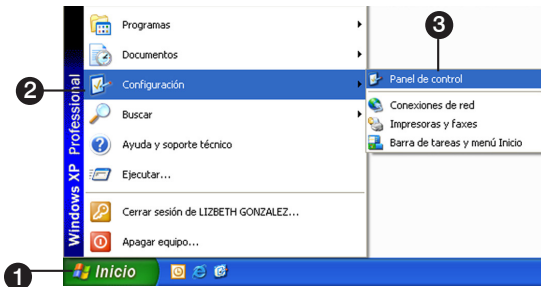 3
Programas
Documentos
2
Configuración
Panel de control
Conexiones de red
Buscar
Impresoras y faxes
Ayuda y soporte técnico
Barra de tareas y menú Inicio
Ejecutar...
Cerrar sesión de LIZBETH GONZALEZ...
Apagar equipo...
Windows XP Professional
1
Inicio